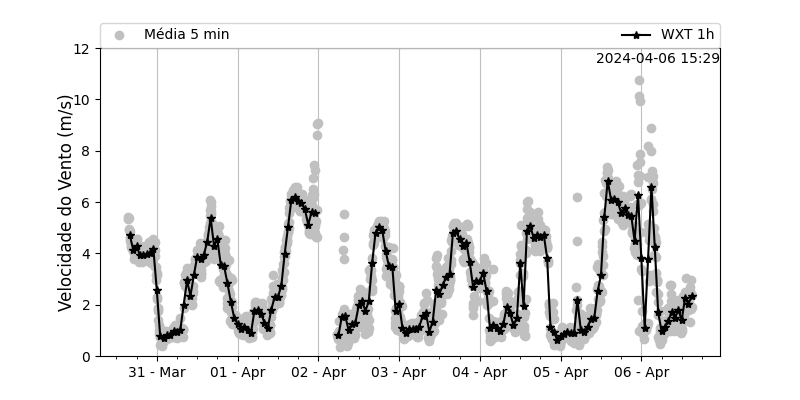 Média 5 min
WXT 1h
2024-04-06 15:29
Velocidade do Vento (m/s)
12
10
8
6
4
2
0
31 - Mar
01 - Apr
02 - Apr
03 - Apr
04 - Apr
05 - Apr
06 - Apr